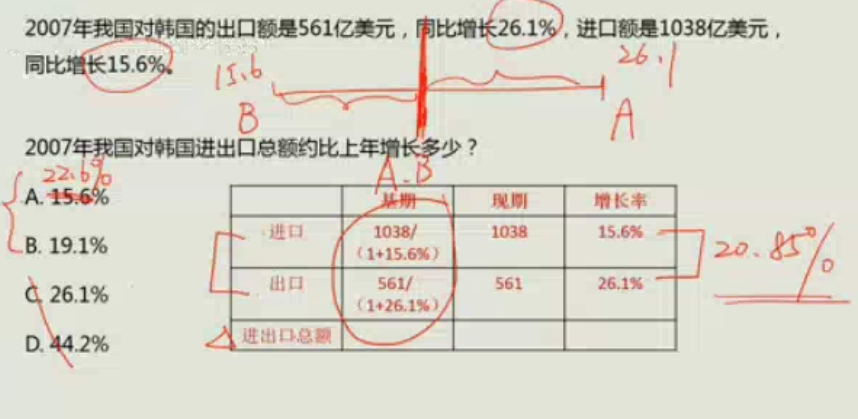 2007年我国对韩国的出口额是561亿美元，同比增长26.1%，进口额是1038亿美元，
同比增长15.6%。
15.6
26.1
B
A
2007年我国对韩国进出口总额约比上年增长多少？
A-B
22.6%
A. 15.6%
B. 19.1%
C. 26.1%
D. 44.2%
基期 现期 增长率
进口 1038/（1+15.6%） 1038 15.6%
出口 561/（1+26.1%） 561 26.1%
进出口总额
20.85%